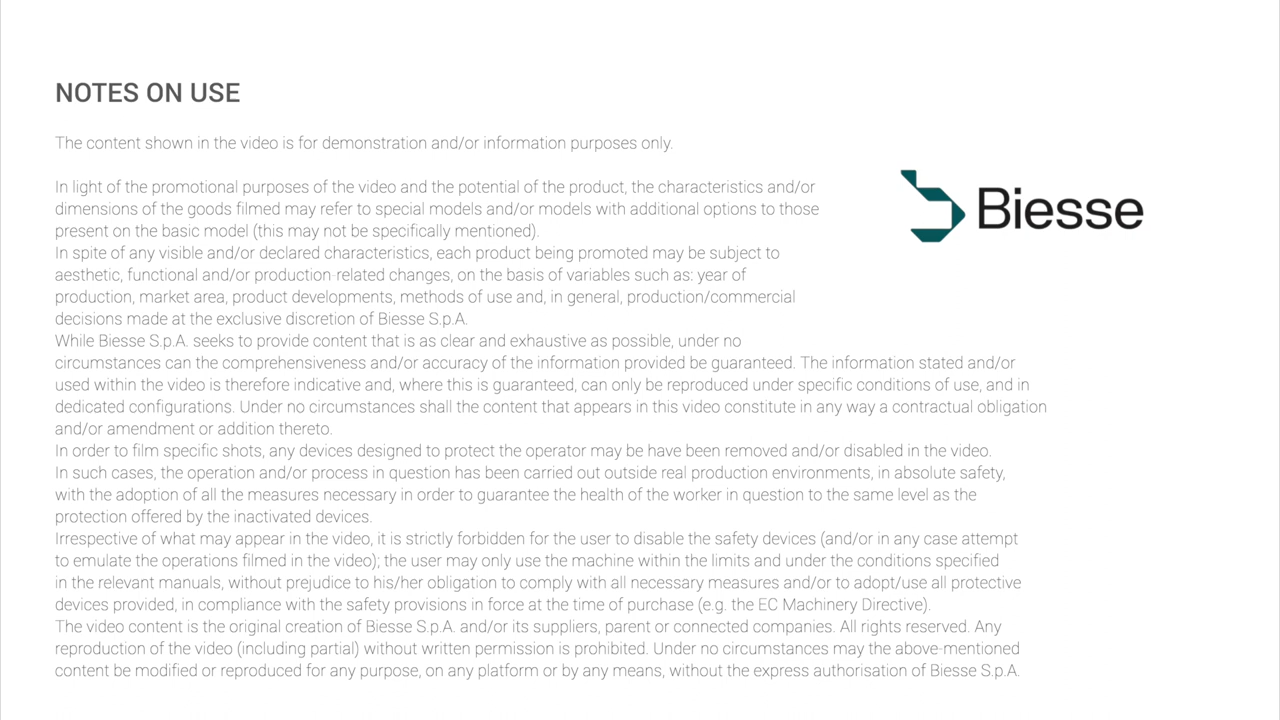 NOTES ON USE
The content shown in the video is for demonstration and/or information purposes only.
In light of the promotional purposes of the video and the potential of the product, the characteristics and/or
dimensions of the goods filmed may refer to special models and/or models with additional options to those
present on the basic model (this may not be specifically mentioned).
In spite of any visible and/or declared characteristics, each product being promoted may be subject to
aesthetic, functional and/or production-related changes, on the basis of variables such as: year of
production, market area, product developments, methods of use and, in general, production/commercial
decisions made at the exclusive discretion of Biesse S.p.A.
While Biesse S.p.A. seeks to provide content that is as clear and exhaustive as possible, under no
circumstances can the comprehensiveness and/or accuracy of the information provided be guaranteed. The information stated and/or
used within the video is therefore indicative and, where this is guaranteed, can only be reproduced under specific conditions of use, and in
dedicated configurations. Under no circumstances shall the content that appears in this video constitute in any way a contractual obligation
and/or amendment or addition thereto.
In order to film specific shots, any devices designed to protect the operator may be have been removed and/or disabled in the video.
In such cases, the operation and/or process in question has been carried out outside real production environments, in absolute safety,
with the adoption of all the measures necessary in order to guarantee the health of the worker in question to the same level as the
protection offered by the inactivated devices.
Irrespective of what may appear in the video, it is strictly forbidden for the user to disable the safety devices (and/or in any case attempt
to emulate the operations filmed in the video); the user may only use the machine within the limits and under the conditions specified
in the relevant manuals, without prejudice to his/her obligation to comply with all necessary measures and/or to adopt/use all protective
devices provided, in compliance with the safety provisions in force at the time of purchase (e.g. the EC Machinery Directive).
The video content is the original creation of Biesse S.p.A. and/or its suppliers, parent or connected companies. All rights reserved. Any
reproduction of the video (including partial) without written permission is prohibited. Under no circumstances may the above-mentioned
content be modified or reproduced for any purpose, on any platform or by any means, without the express authorisation of Biesse S.p.A.
Biesse